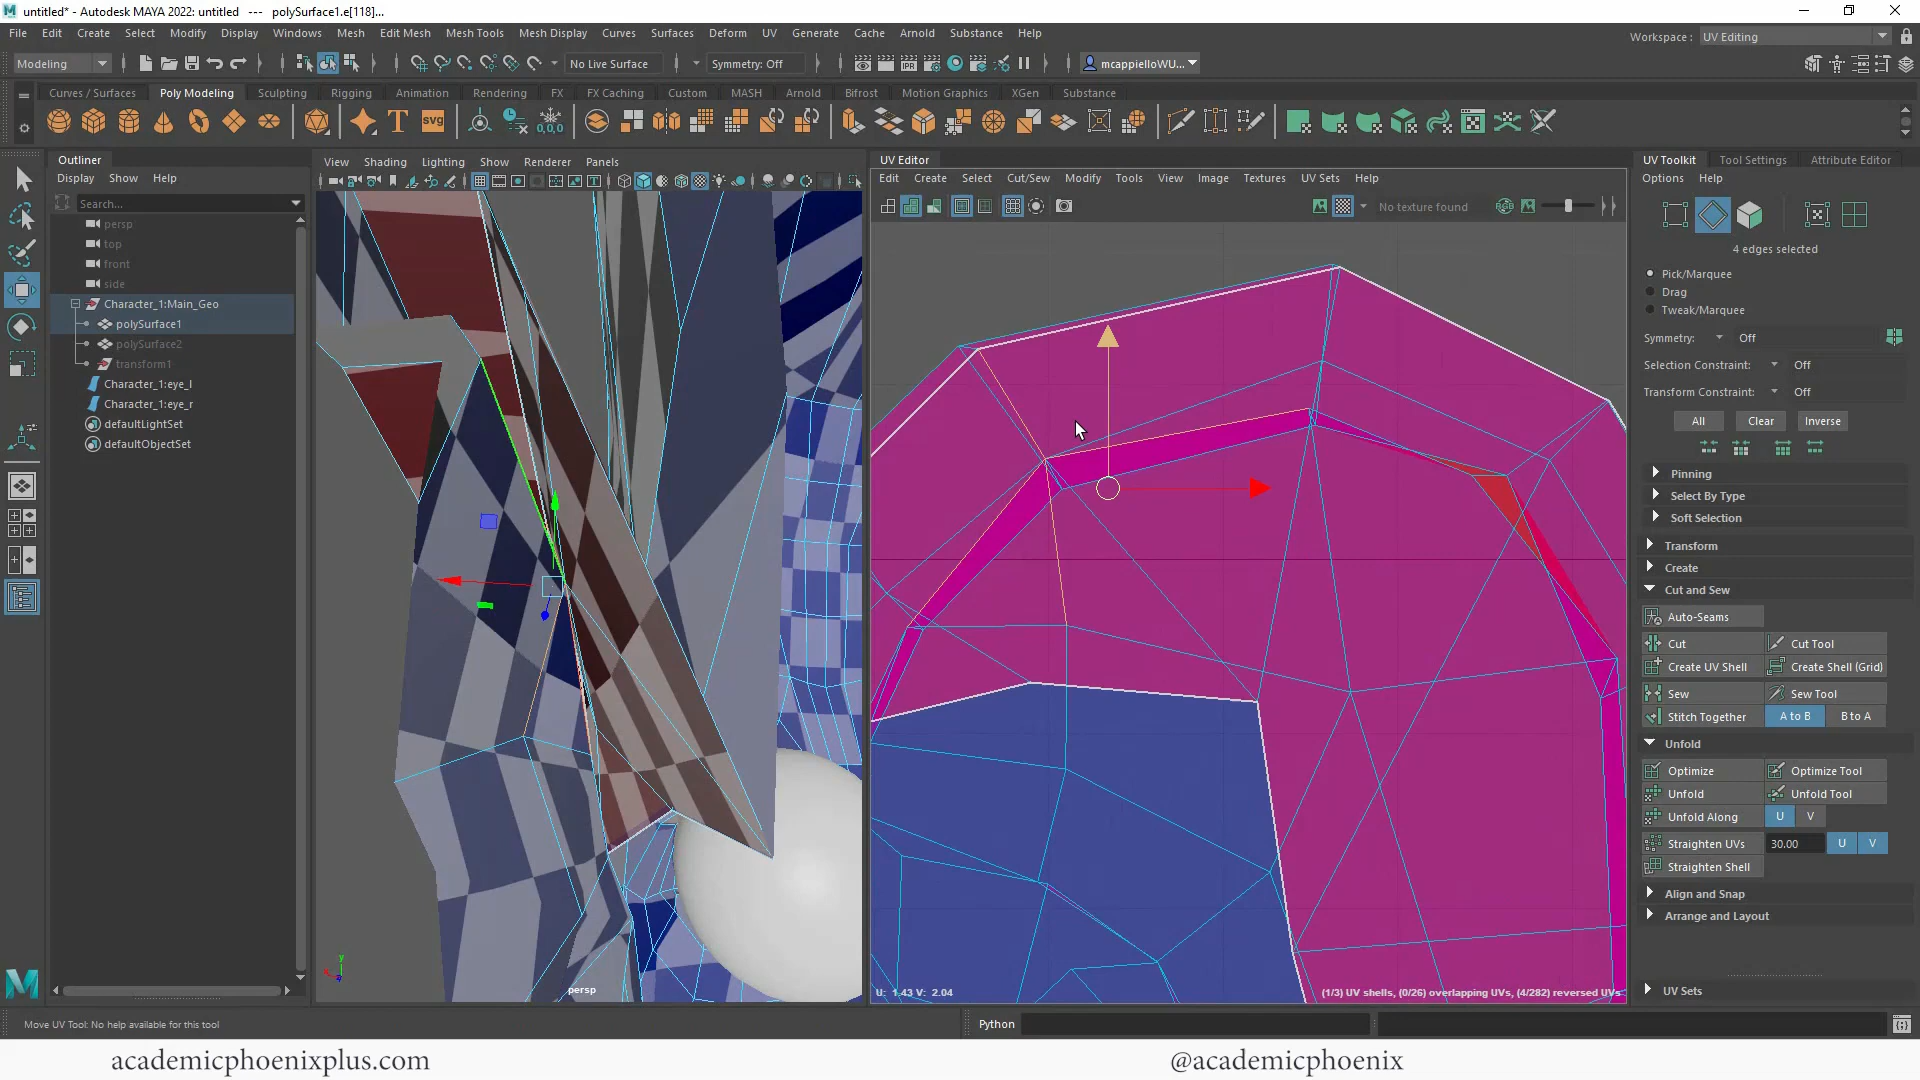 untitled* - Autodesk MAYA 2022: untitled --- polySurface1.e[118]...
File Edit Create Select Modify Display Windows Mesh Edit Mesh Mesh Tools Mesh Display Curves Surfaces Deform UV Generate Cache Arnold Substance Help
Workspace : UV Editing
Modeling No Live Surface Symmetry: Off mcappielloWU...
Curves / Surfaces Poly Modeling Sculpting Rigging Animation Rendering FX FX Caching Custom MASH Arnold Bifrost Motion Graphics XGen Substance
T svg 0,0,0
Outliner
Display Show Help
Search...
persp
top
front
side
Character_1:Main_Geo
polySurface1
polySurface2
transform1
Character_1:eye_l
Character_1:eye_r
defaultLightSet
defaultObjectSet
View Shading Lighting Show Renderer Panels
y
persp
UV Editor
Edit Create Select Cut/Sew Modify Tools View Image Textures UV Sets Help
No texture found
RGB
U: 1.43 V: 2.04
(1/3) UV shells, (0/26) overlapping UVs, (4/282) reversed UVs
UV Toolkit Tool Settings Attribute Editor
Options Help
4 edges selected
Pick/Marquee
Drag
Tweak/Marquee
Symmetry: Off
Selection Constraint: Off
Transform Constraint: Off
All Clear Inverse
Pinning
Select By Type
Soft Selection
Transform
Create
Cut and Sew
Auto-Seams
Cut Cut Tool
Create UV Shell Create Shell (Grid)
Sew Sew Tool
Stitch Together A to B B to A
Unfold
Optimize Optimize Tool
Unfold Unfold Tool
Unfold Along U V
Straighten UVs 30.00 U V
Straighten Shell
Align and Snap
Arrange and Layout
UV Sets
Move UV Tool: No help available for this tool
Python
academicphoenixplus.com
@academicphoenix